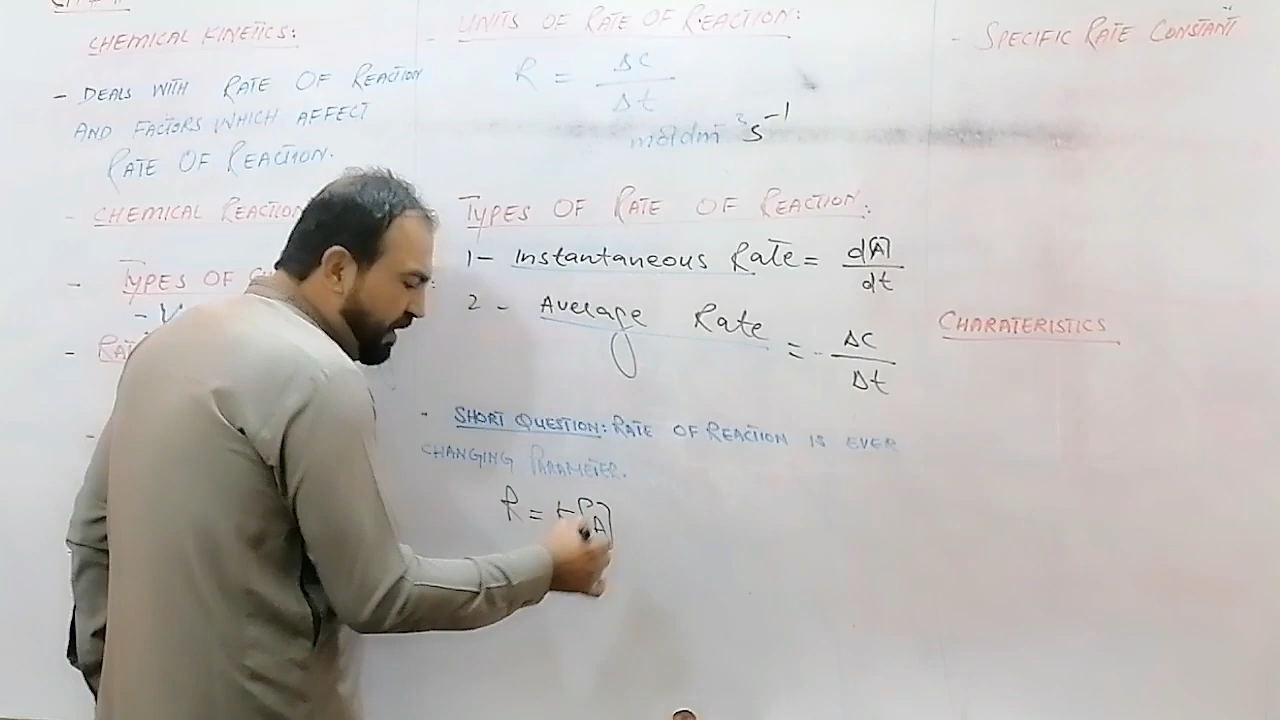 CHEMICAL KINETICS:
- DEALS WITH RATE OF REACTION
AND FACTORS WHICH AFFECT
RATE OF REACTION.
- CHEMICAL REACTION
- TYPES OF
-
- RAT
-
- UNITS OF RATE OF REACTION:
R = ΔC
Δt
moldm⁻³s⁻¹
TYPES OF RATE OF REACTION:
1- Instantaneous Rate = d[A]
dt
2 - Average Rate = ΔC
Δt
- SHORT QUESTION: RATE OF REACTION IS EVER
CHANGING PARAMETER.
R = [A]
- SPECIFIC RATE CONSTANT
CHARATERISTICS